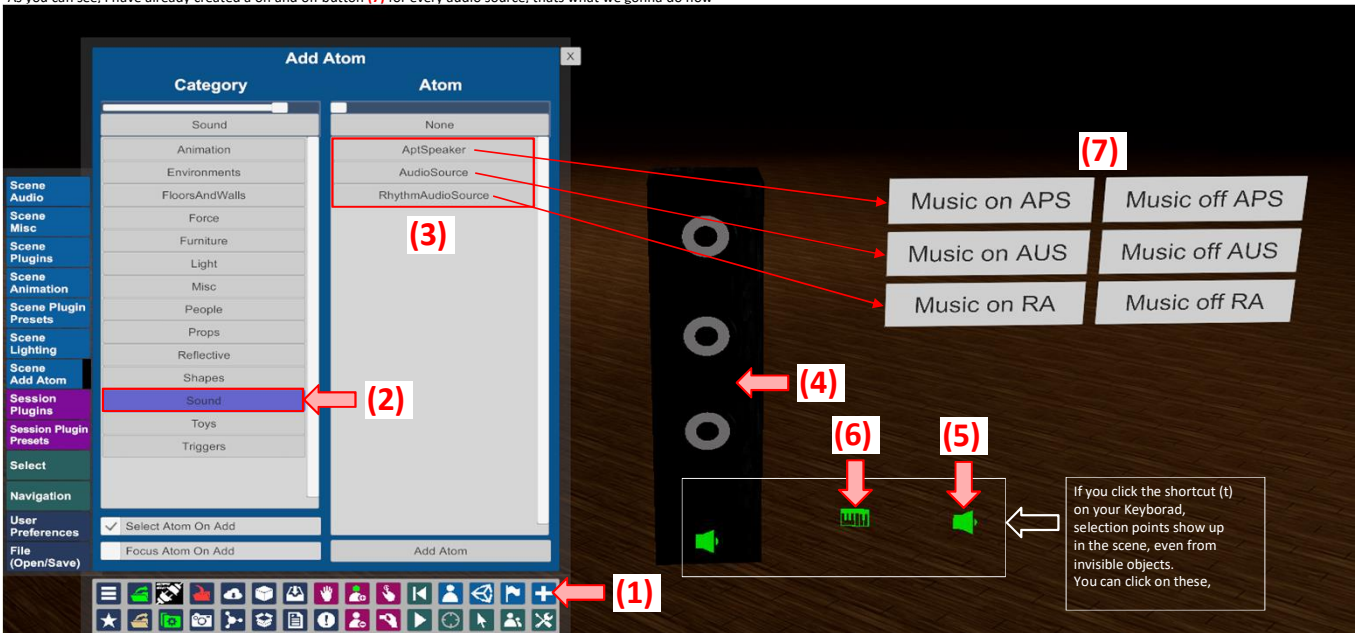 As you can see, I have already created a on and off button (7) for every audio source, thats what we gonna do now
Add Atom
X
Category
Atom
Sound
None
Animation
AptSpeaker
Environments
AudioSource
FloorsAndWalls
RhythmAudioSource
Force
Furniture
Light
Misc
People
Props
Reflective
Shapes
Sound
Toys
Triggers
(3)
(2)
Select Atom On Add
Focus Atom On Add
Add Atom
Scene
Audio
Scene
Misc
Scene
Plugins
Scene
Animation
Scene Plugin
Presets
Scene
Lighting
Scene
Add Atom
Session
Plugins
Session Plugin
Presets
Select
Navigation
User
Preferences
File
(Open/Save)
(1)
(4)
(6)
(5)
(7)
Music on APS
Music off APS
Music on AUS
Music off AUS
Music on RA
Music off RA
If you click the shortcut (t)
on your Keyborad,
selection points show up
in the scene, even from
invisible objects.
You can click on these,